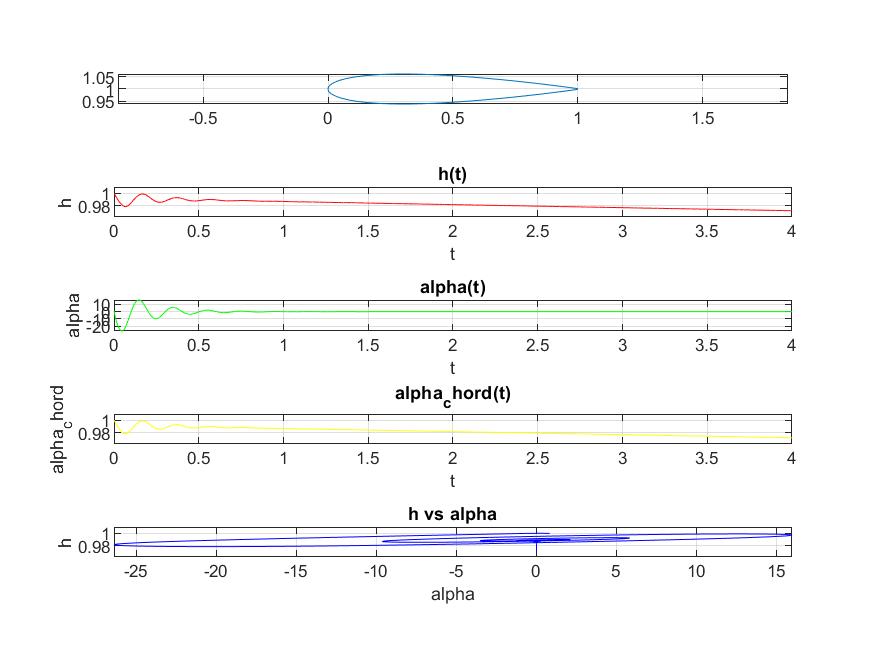 1.05
1
0.95
-0.5 0 0.5 1 1.5
h(t)
h
1
0.98
0 0.5 1 1.5 2 2.5 3 3.5 4
t
alpha(t)
alpha
10
0
-10
-20
0 0.5 1 1.5 2 2.5 3 3.5 4
t
alpha_chord(t)
alpha_chord
1
0.98
0 0.5 1 1.5 2 2.5 3 3.5 4
t
h vs alpha
h
1
0.98
-25 -20 -15 -10 -5 0 5 10 15
alpha